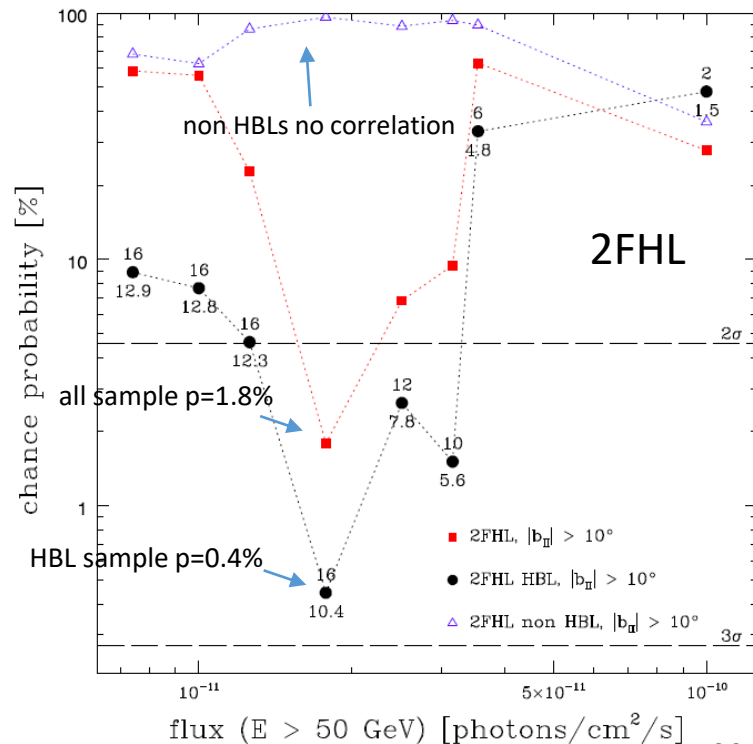 100
10
1
chance probability [%]
non HBLs no correlation
2FHL
2σ
3σ
all sample p=1.8%
HBL sample p=0.4%
16
12.9
16
12.8
16
12.3
16
10.4
12
7.8
10
5.6
6
4.8
2
1.5
2FHL, |b_II| > 10°
2FHL HBL, |b_II| > 10°
2FHL non HBL, |b_II| > 10°
10⁻¹¹
5×10⁻¹¹
10⁻¹⁰
flux (E > 50 GeV) [photons/cm²/s]